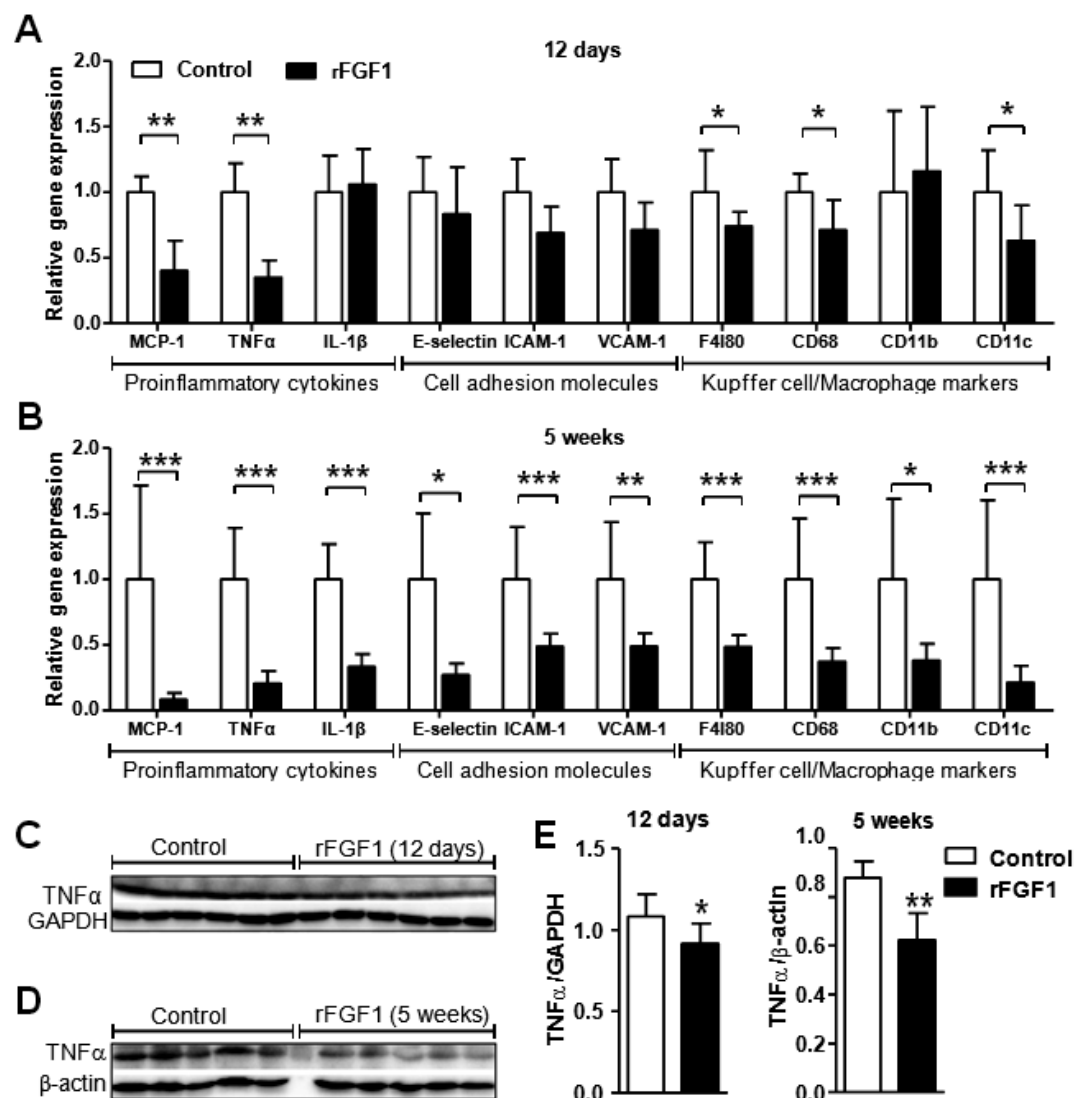 A
12 days
2.0
Control
rFGF1
1.5
1.0
0.5
0.0
Relative gene expression
** ** * * *
MCP-1 TNFα IL-1β E-selectin ICAM-1 VCAM-1 F4I80 CD68 CD11b CD11c
Proinflammatory cytokines Cell adhesion molecules Kupffer cell/Macrophage markers
B
5 weeks
2.0
1.5
1.0
0.5
0.0
Relative gene expression
*** *** *** * *** ** *** *** * ***
MCP-1 TNFα IL-1β E-selectin ICAM-1 VCAM-1 F4I80 CD68 CD11b CD11c
Proinflammatory cytokines Cell adhesion molecules Kupffer cell/Macrophage markers
C
Control rFGF1 (12 days)
TNFα
GAPDH
D
Control rFGF1 (5 weeks)
TNFα
β-actin
E
12 days
1.5
1.0
0.5
0.0
TNFα/GAPDH
*
5 weeks
1.0
0.8
0.6
0.4
0.2
0.0
TNFα/β-actin
**
Control
rFGF1